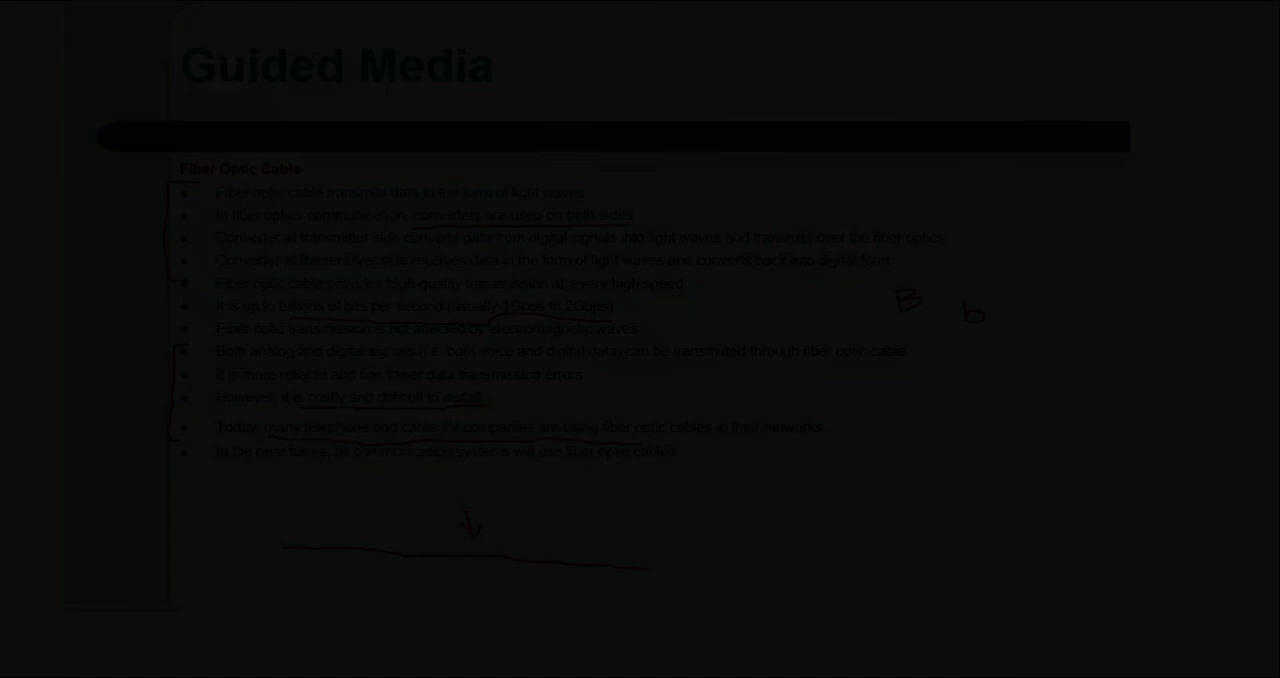 Guided Media
Fiber Optic Cable
• Fiber optic cable transmits data in the form of light waves
• In fiber optics communication, converters are used on both sides
• Converter at transmitter side converts data from digital signals into light waves and transmits over the fiber optics
• Converter at the receiver side receives data in the form of light waves and converts back into digital form
• Fiber optic cable provides high-quality transmission at a very high speed
• It is up to billions of bits per second (usually 1Gbps to 2Gbps)
• Fiber optic transmission is not affected by electromagnetic waves
• Both analog and digital signals (i.e. both voice and digital data) can be transmitted through fiber optic cable
• It is more reliable and has lower data transmission errors
• However, it is costly and difficult to install
• Today, many telephone and cable TV companies are using fiber optic cables in their networks
• In the near future, all communication systems will use fiber optic cables
B b